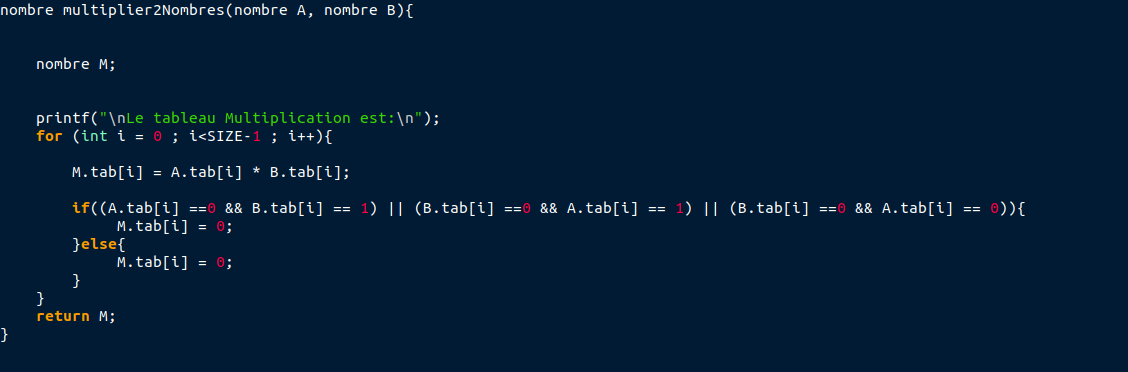 nombre multiplier2Nombres(nombre A, nombre B){
nombre M;
printf("\nLe tableau Multiplication est:\n");
for (int i = 0 ; i<SIZE-1 ; i++){
M.tab[i] = A.tab[i] * B.tab[i];
if((A.tab[i] ==0 && B.tab[i] == 1) || (B.tab[i] ==0 && A.tab[i] == 1) || (B.tab[i] ==0 && A.tab[i] == 0)){
M.tab[i] = 0;
}else{
M.tab[i] = 0;
}
}
return M;
}